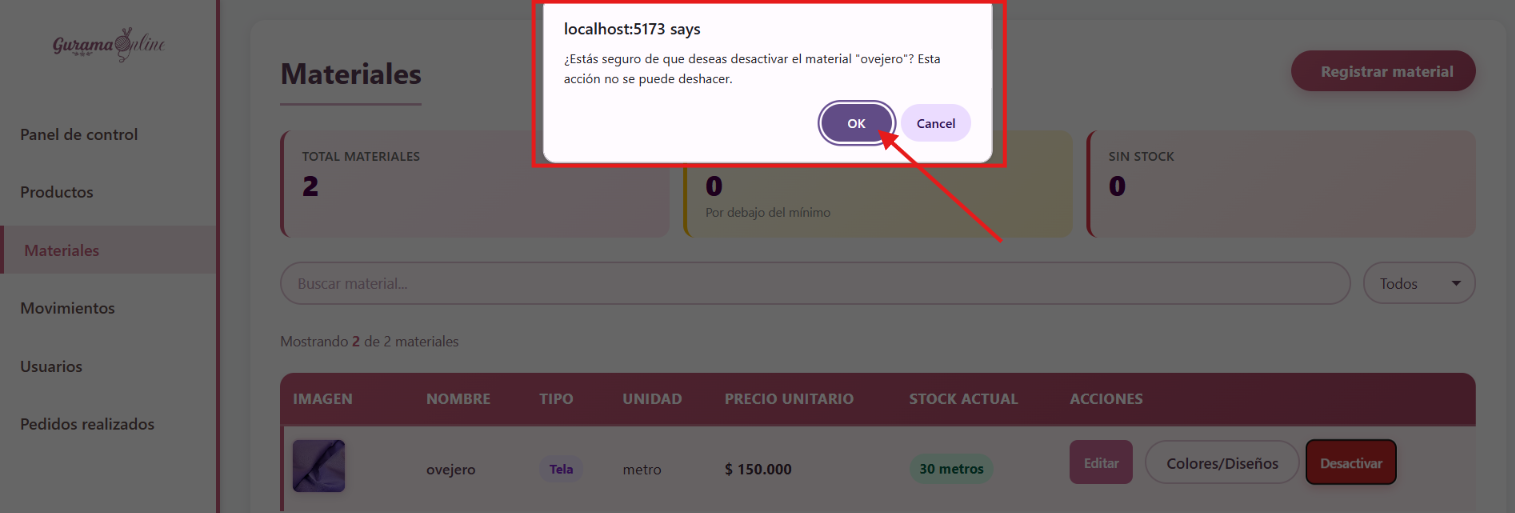 Gurama Online
localhost:5173 says
¿Estás seguro de que deseas desactivar el material "ovejero"? Esta
acción no se puede deshacer.
OK
Cancel
Materiales
Registrar material
Panel de control
Productos
Materiales
Movimientos
Usuarios
Pedidos realizados
TOTAL MATERIALES
2
0
Por debajo del mínimo
SIN STOCK
0
Buscar material...
Todos
Mostrando 2 de 2 materiales
IMAGEN NOMBRE TIPO UNIDAD PRECIO UNITARIO STOCK ACTUAL ACCIONES
ovejero Tela metro $ 150.000 30 metros Editar Colores/Diseños Desactivar